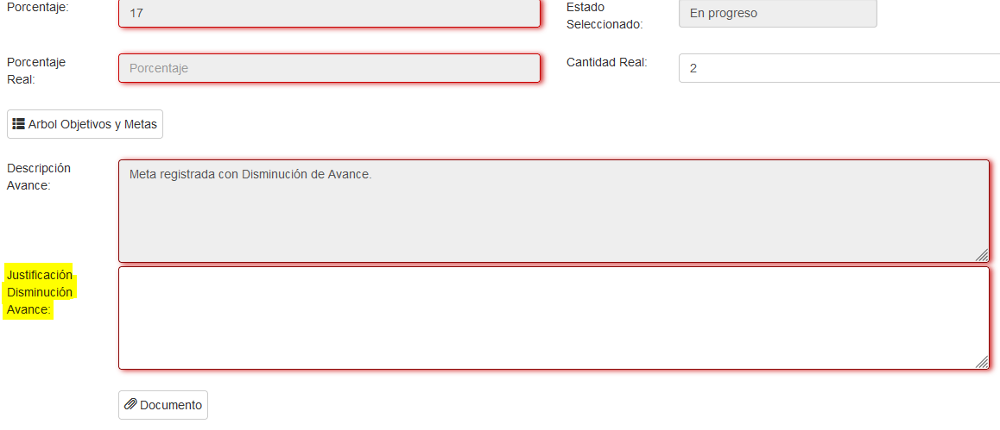 Porcentaje:
17
Estado
Seleccionado:
En progreso
Porcentaje
Real:
Porcentaje
Cantidad Real:
2
Arbol Objetivos y Metas
Descripción
Avance:
Meta registrada con Disminución de Avance.
Justificación
Disminución
Avance:
Documento